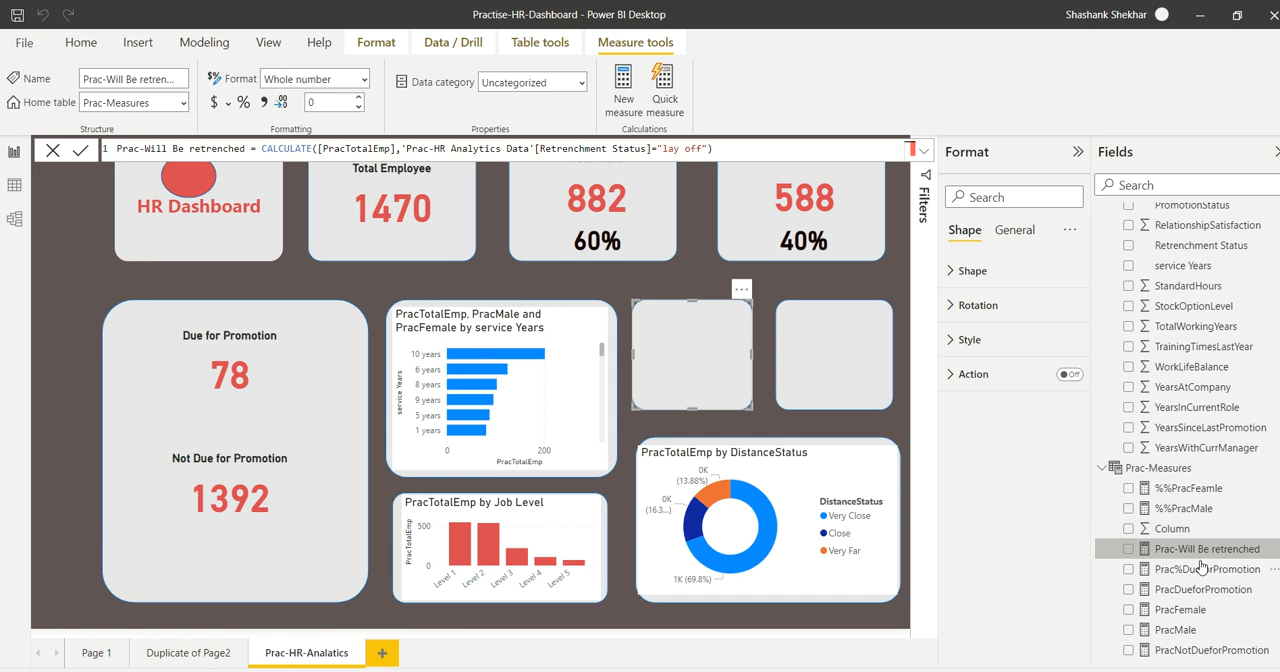 Practise-HR-Dashboard - Power BI Desktop
Shashank Shekhar
File Home Insert Modeling View Help Format Data / Drill Table tools Measure tools
Name Prac-Will Be retren...
Home table Prac-Measures
Structure
$% Format Whole number
$ % 9 0
Formatting
Data category Uncategorized
Properties
New
measure
Quick
measure
Calculations
1 Prac-Will Be retrenched = CALCULATE([PracTotalEmp],'Prac-HR Analytics Data'[Retrenchment Status]="lay off")
HR Dashboard
Total Employee
1470
882
60%
588
40%
Due for Promotion
78
Not Due for Promotion
1392
PracTotalEmp, PracMale and
PracFemale by service Years
service Years
10 years
6 years
8 years
9 years
5 years
1 years
0 200
PracTotalEmp
PracTotalEmp by Job Level
PracTotalEmp
500
0
Level 1 Level 2 Level 3 Level 4 Level 5
PracTotalEmp by DistanceStatus
0K
(13.88%)
0K
(16.3...)
1K (69.8%)
DistanceStatus
Very Close
Close
Very Far
Filters
Format
Search
Shape General ...
Shape
Rotation
Style
Action Off
Fields
Search
PromotionStatus
RelationshipSatisfaction
Retrenchment Status
service Years
StandardHours
StockOptionLevel
TotalWorkingYears
TrainingTimesLastYear
WorkLifeBalance
YearsAtCompany
YearsInCurrentRole
YearsSinceLastPromotion
YearsWithCurrManager
Prac-Measures
%%PracFeamle
%%PracMale
Column
Prac-Will Be retrenched
PracDueforPromotion
PracFemale
PracMale
PracNotDueforPromotion
Page 1 Duplicate of Page2 Prac-HR-Analatics +